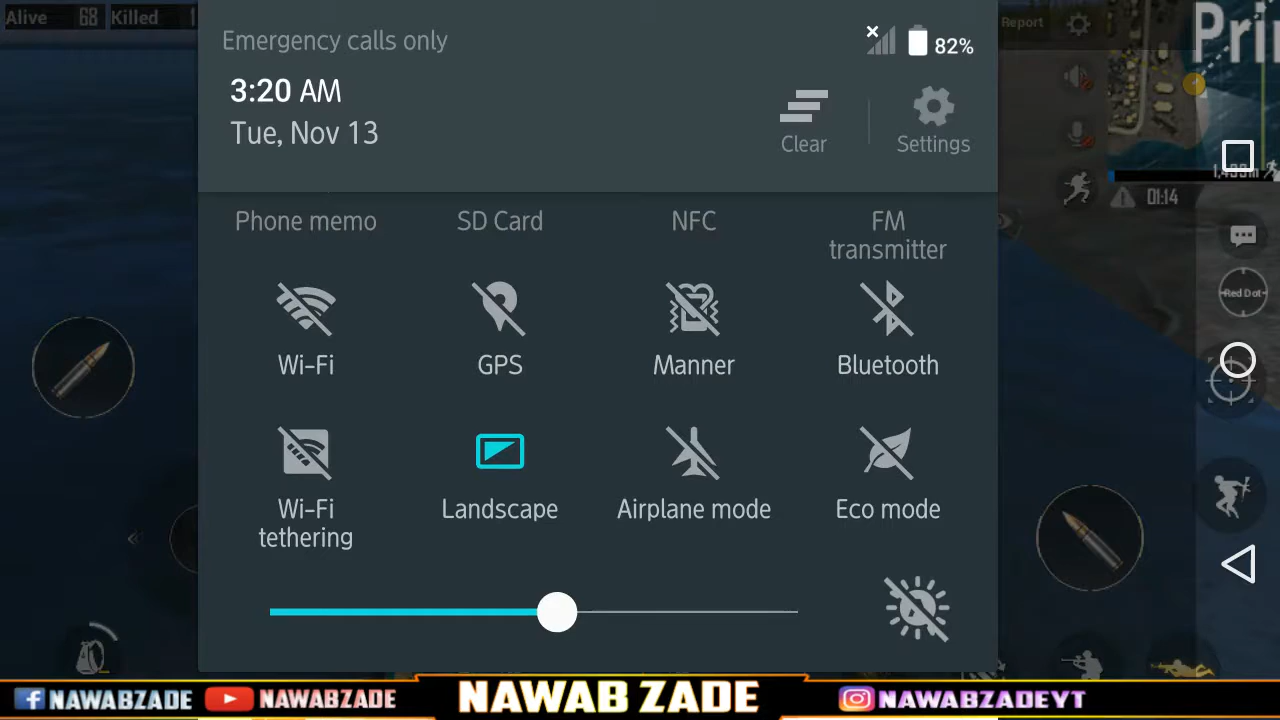 Alive 68 Killed
Emergency calls only
82%
3:20 AM
Tue, Nov 13
Clear
Settings
Report
Pri
Phone memo
SD Card
NFC
FM
transmitter
01:14
Red Dot
Wi-Fi
GPS
Manner
Bluetooth
Wi-Fi
tethering
Landscape
Airplane mode
Eco mode
NAWABZADE
NAWABZADE
NAWAB ZADE
NAWABZADEYT